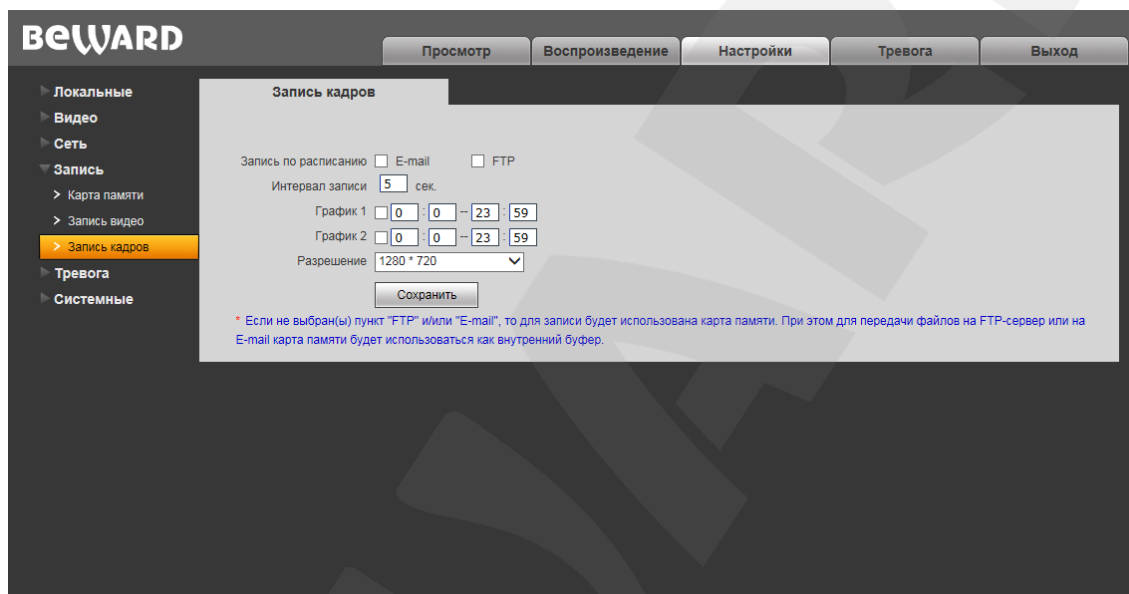 BEWARD
Просмотр Воспроизведение Настройки Тревога Выход
Локальные
Видео
Сеть
Запись
> Карта памяти
> Запись видео
> Запись кадров
Тревога
Системные
Запись кадров
Запись по расписанию E-mail FTP
Интервал записи 5 сек.
График 1 0 : 0 -- 23 : 59
График 2 0 : 0 -- 23 : 59
Разрешение 1280 * 720
Сохранить
* Если не выбран(ы) пункт "FTP" и/или "E-mail", то для записи будет использована карта памяти. При этом для передачи файлов на FTP-сервер или на
E-mail карта памяти будет использоваться как внутренний буфер.